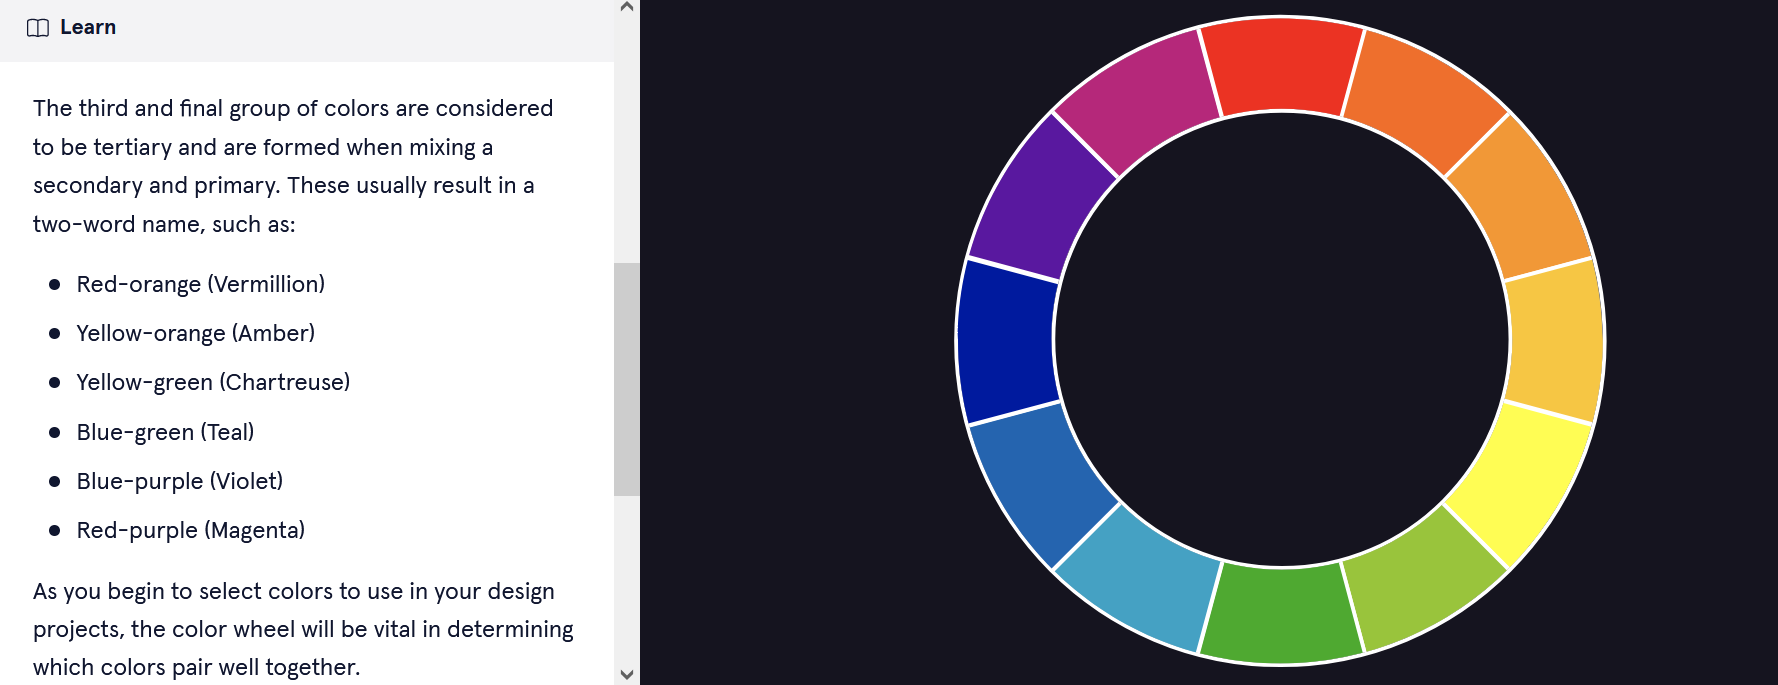 Learn
The third and final group of colors are considered
to be tertiary and are formed when mixing a
secondary and primary. These usually result in a
two-word name, such as:
Red-orange (Vermillion)
Yellow-orange (Amber)
Yellow-green (Chartreuse)
Blue-green (Teal)
Blue-purple (Violet)
Red-purple (Magenta)
As you begin to select colors to use in your design
projects, the color wheel will be vital in determining
which colors pair well together.